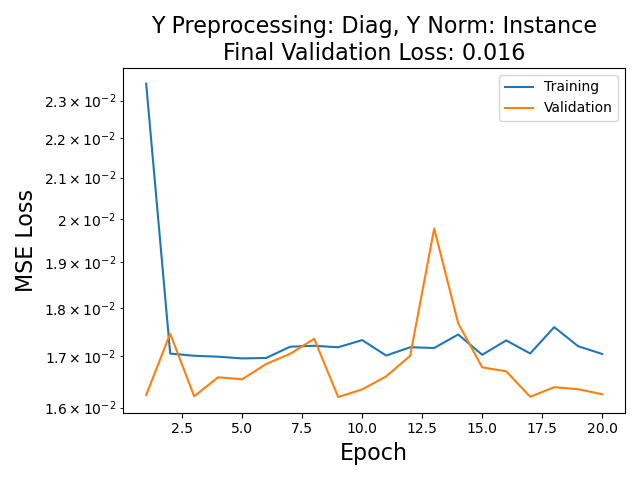 Y Preprocessing: Diag, Y Norm: Instance
Final Validation Loss: 0.016
Training
Validation
MSE Loss
2.3 × 10⁻²
2.2 × 10⁻²
2.1 × 10⁻²
2 × 10⁻²
1.9 × 10⁻²
1.8 × 10⁻²
1.7 × 10⁻²
1.6 × 10⁻²
2.5 5.0 7.5 10.0 12.5 15.0 17.5 20.0
Epoch